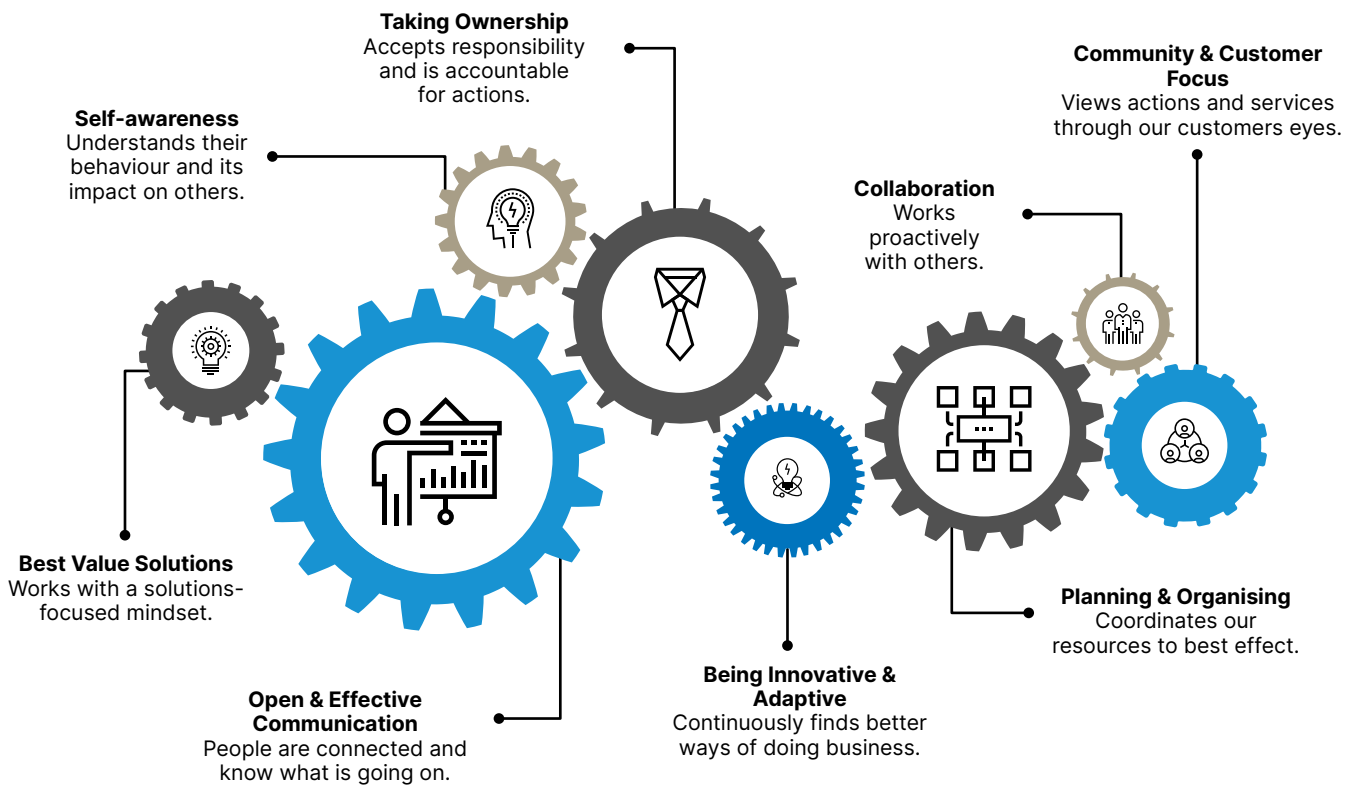 Taking Ownership
Accepts responsibility
and is accountable
for actions.
Community & Customer
Focus
Views actions and services
through our customers eyes.
Self-awareness
Understands their
behaviour and its
impact on others.
Collaboration
Works
proactively
with others.
Best Value Solutions
Works with a solutions-
focused mindset.
Planning & Organising
Coordinates our
resources to best effect.
Being Innovative &
Adaptive
Continuously finds better
ways of doing business.
Open & Effective
Communication
People are connected and
know what is going on.